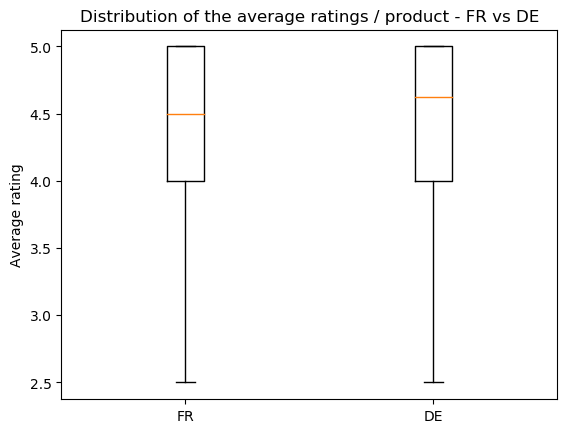 Distribution of the average ratings / product - FR vs DE
5.0
4.5
4.0
3.5
3.0
2.5
Average rating
FR DE